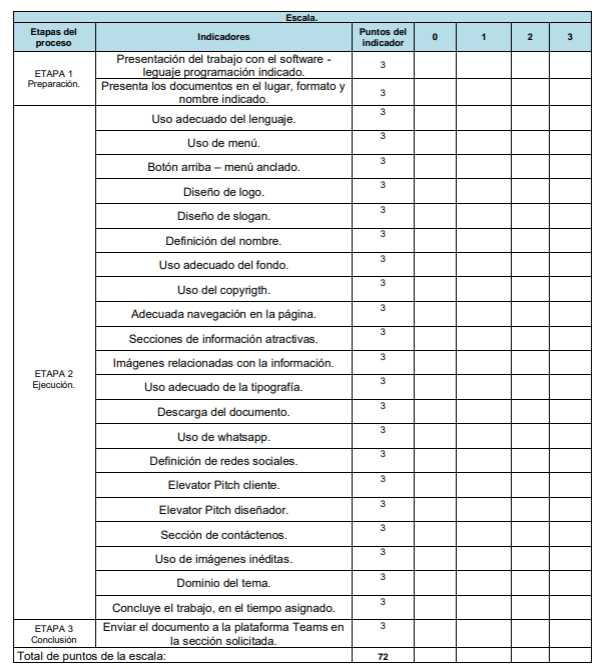 Escala.
Etapas del proceso Indicadores Puntos del indicador 0 1 2 3
ETAPA 1 Preparación.
Presentación del trabajo con el software -
leguaje programación indicado. 3
Presenta los documentos en el lugar, formato y
nombre indicado. 3
ETAPA 2 Ejecución.
Uso adecuado del lenguaje. 3
Uso de menú. 3
Botón arriba – menú anclado. 3
Diseño de logo. 3
Diseño de slogan. 3
Definición del nombre. 3
Uso adecuado del fondo. 3
Uso del copyrigth. 3
Adecuada navegación en la página. 3
Secciones de información atractivas. 3
Imágenes relacionadas con la información. 3
Uso adecuado de la tipografía. 3
Descarga del documento. 3
Uso de whatsapp. 3
Definición de redes sociales. 3
Elevator Pitch cliente. 3
Elevator Pitch diseñador. 3
Sección de contáctenos. 3
Uso de imágenes inéditas. 3
Dominio del tema. 3
Concluye el trabajo, en el tiempo asignado. 3
ETAPA 3 Conclusión
Enviar el documento a la plataforma Teams en
la sección solicitada. 3
Total de puntos de la escala: 72